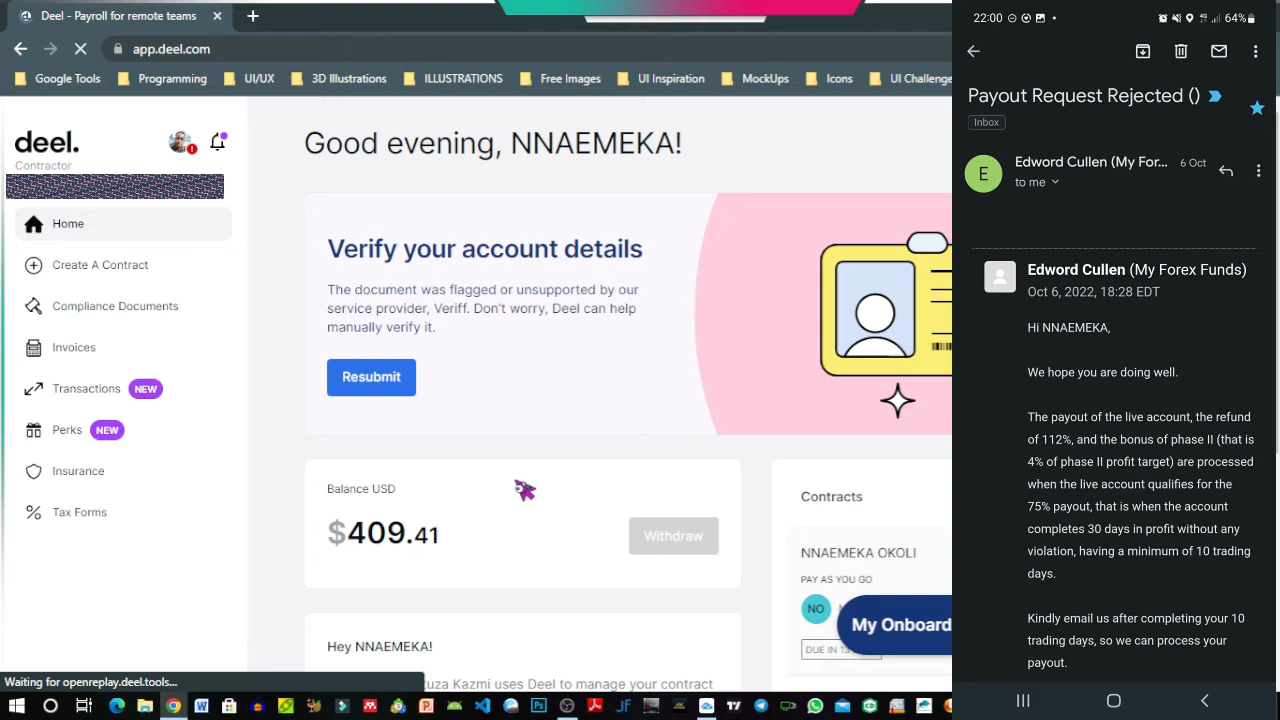 Deel - Payroll for remote teams
app.deel.com
Google Tools
Programming
UI/UX
3D Illustrations
ILLUSTRATIONS
Free Images
UI Inspiration
MockUps
Icons
UI Challenge
deel.
Contractor
Home
Create A Contract
Compliance Documents
Invoices
Transactions NEW
Perks NEW
Insurance
Tax Forms
Good evening, NNAEMEKA!
Verify your account details
The document was flagged or unsupported by our
service provider, Veriff. Don't worry, Deel can help
manually verify it.
Resubmit
Balance USD
$409.41
Withdraw
Contracts
NNAEMEKA OKOLI
PAY AS YOU GO
NO
DUE IN 13
My Onboard
Hey NNAEMEKA!
Kazmi uses Deel to manage your contract
Waiting for openreplay.deel.tools...
22:00
64%
Payout Request Rejected ()
Inbox
E
Edword Cullen (My For... 6 Oct
to me
Edword Cullen (My Forex Funds)
Oct 6, 2022, 18:28 EDT
Hi NNAEMEKA,
We hope you are doing well.
The payout of the live account, the refund
of 112%, and the bonus of phase II (that is
4% of phase II profit target) are processed
when the live account qualifies for the
75% payout, that is when the account
completes 30 days in profit without any
violation, having a minimum of 10 trading
days.
Kindly email us after completing your 10
trading days, so we can process your
payout.